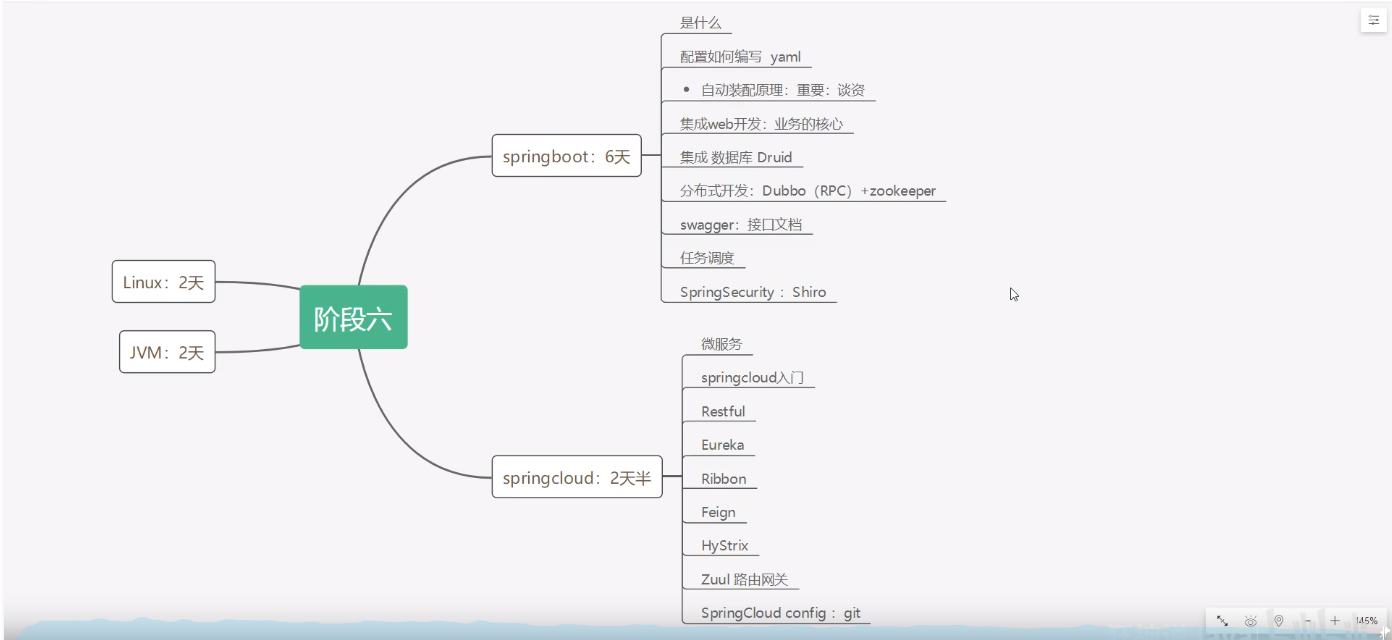 是什么
配置如何编写 yaml
自动装配原理：重要：谈资
集成web开发：业务的核心
springboot：6天
集成 数据库 Druid
分布式开发：Dubbo（RPC）+zookeeper
swagger：接口文档
任务调度
SpringSecurity ：Shiro
Linux：2天
阶段六
JVM：2天
微服务
springcloud入门
Restful
Eureka
springcloud：2天半
Ribbon
Feign
HyStrix
Zuul 路由网关
SpringCloud config ：git
145%